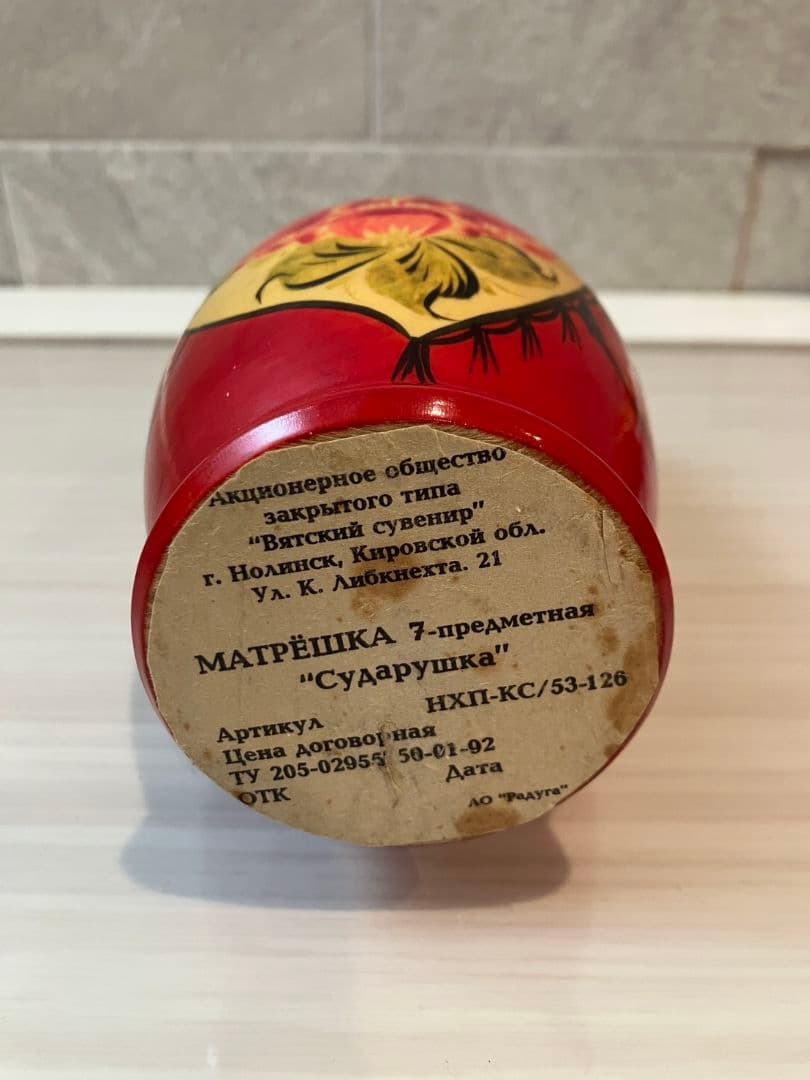 Акционерное общество
закрытого типа
"Вятский сувенир"
г. Нолинск, Кировской обл.
Ул. К. Либкнехта. 21
МАТРЁШКА 7-предметная
"Сударушка"
Артикул НХП-КС/53-126
Цена договорная
ТУ 205-02955 50-01-92
ОТК Дата
АО "Радуга"